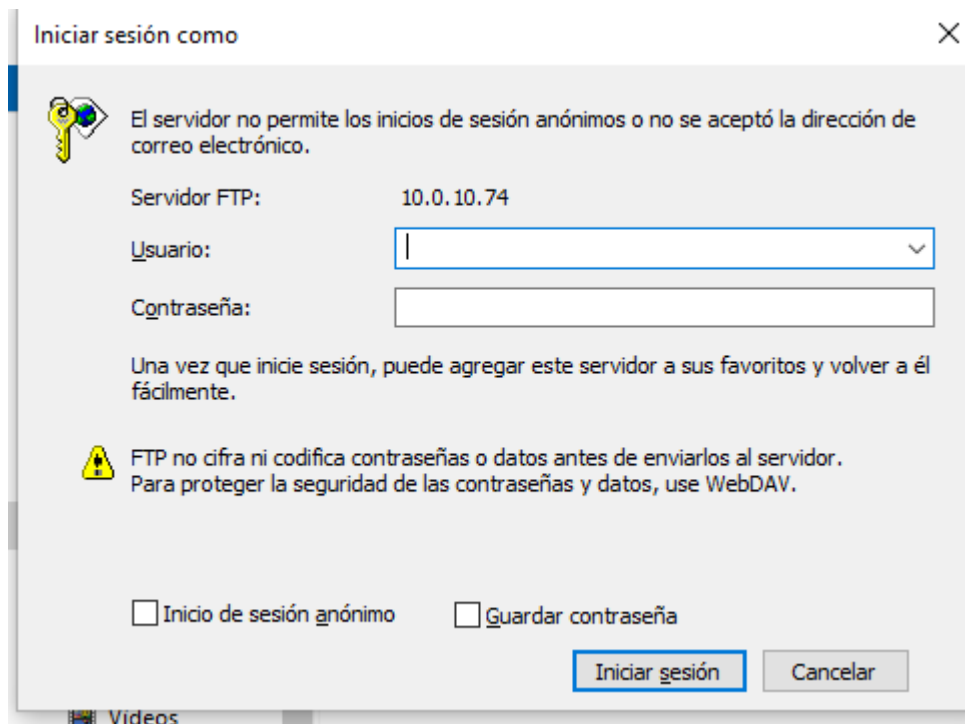 Iniciar sesión como
El servidor no permite los inicios de sesión anónimos o no se aceptó la dirección de
correo electrónico.
Servidor FTP: 10.0.10.74
Usuario:
Contraseña:
Una vez que inicie sesión, puede agregar este servidor a sus favoritos y volver a él
fácilmente.
FTP no cifra ni codifica contraseñas o datos antes de enviarlos al servidor.
Para proteger la seguridad de las contraseñas y datos, use WebDAV.
Inicio de sesión anónimo Guardar contraseña
Iniciar sesión Cancelar
Vídeos